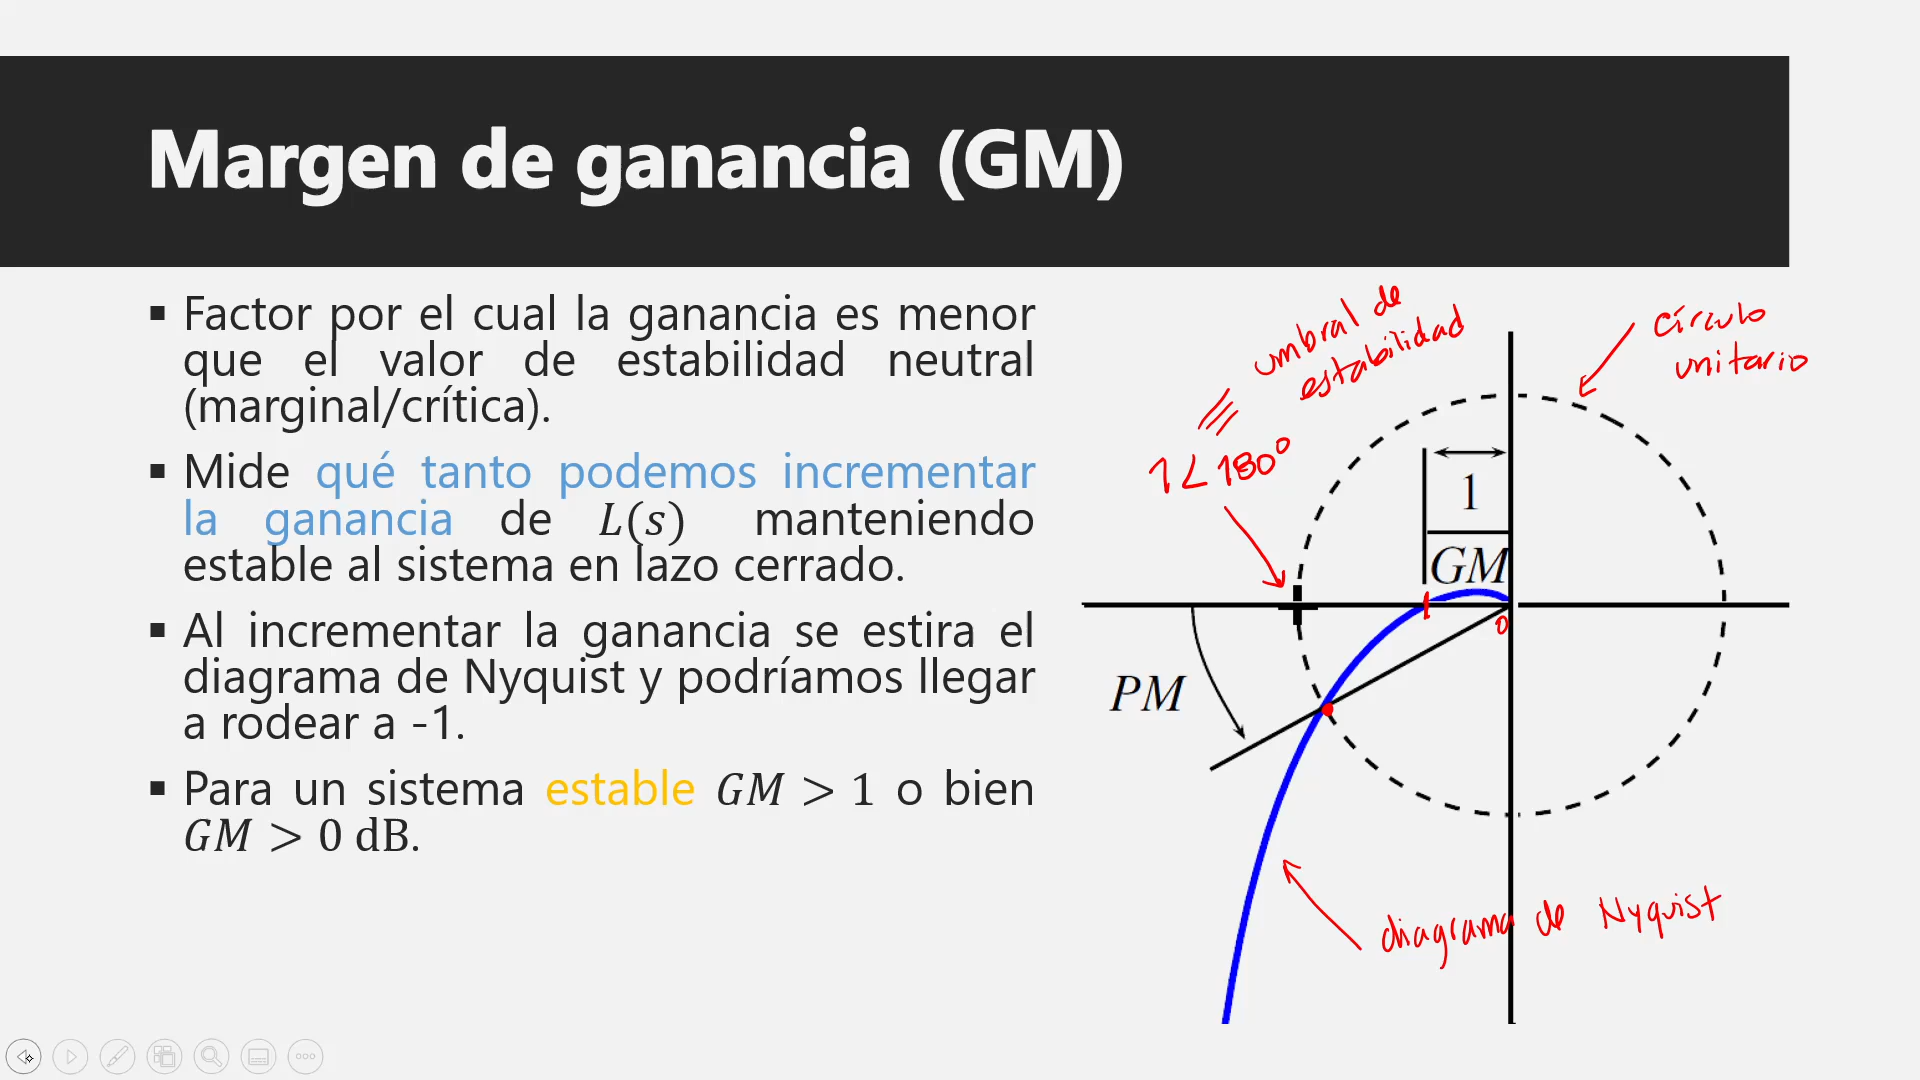 Margen de ganancia (GM)
▪ Factor por el cual la ganancia es menor
que el valor de estabilidad neutral
(marginal/crítica).
▪ Mide qué tanto podemos incrementar
la ganancia de L(s) manteniendo
estable al sistema en lazo cerrado.
▪ Al incrementar la ganancia se estira el
diagrama de Nyquist y podríamos llegar
a rodear a -1.
▪ Para un sistema estable GM > 1 o bien
GM > 0 dB.
umbral de
estabilidad
≡
1∠180°
círculo
unitario
1
GM
0
PM
diagrama de Nyquist